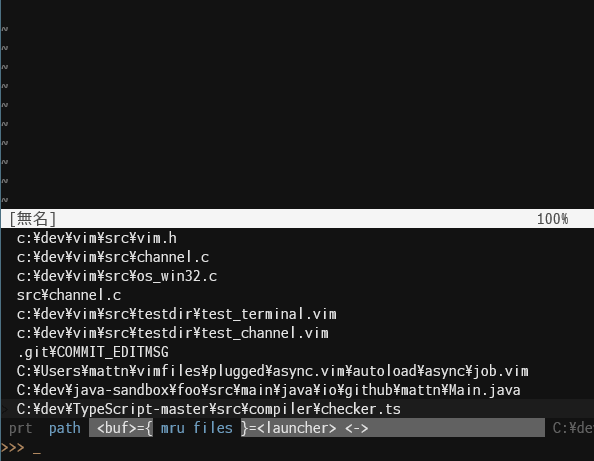 ~
~
~
~
~
~
~
~
~
~
[無名] 100%
c:¥dev¥vim¥src¥vim.h
c:¥dev¥vim¥src¥channel.c
c:¥dev¥vim¥src¥os_win32.c
src¥channel.c
c:¥dev¥vim¥src¥testdir¥test_terminal.vim
c:¥dev¥vim¥src¥testdir¥test_channel.vim
.git¥COMMIT_EDITMSG
C:¥Users¥mattn¥vimfiles¥plugged¥async.vim¥autoload¥async¥job.vim
C:¥dev¥java-sandbox¥foo¥src¥main¥java¥io¥github¥mattn¥Main.java
> C:¥dev¥TypeScript-master¥src¥compiler¥checker.ts
prt path <buf>={ mru files }=<launcher> <-> C:¥de
>>> _